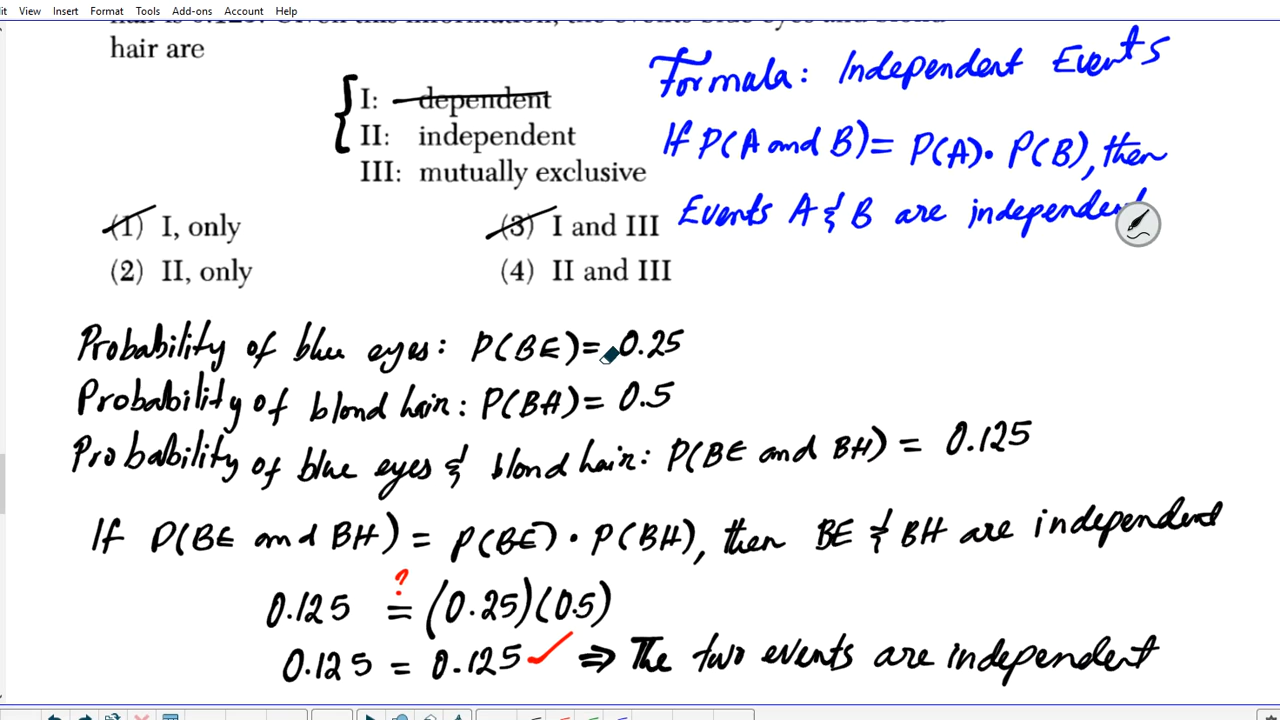 Insert Format Tools Add-ons Account Help
hair are
I: dependent
II: independent
III: mutually exclusive
Formula: Independent Events
If P(A and B) = P(A) · P(B), then
Events A & B are independent
(1) I, only (3) I and III
(2) II, only (4) II and III
Probability of blue eyes: P(BE) = 0.25
Probability of blond hair: P(BH) = 0.5
Probability of blue eyes & blond hair: P(BE and BH) = 0.125
If P(BE and BH) = P(BE) · P(BH), then BE & BH are independent
?
0.125 = (0.25)(0.5)
0.125 = 0.125 ✓ ⇒ The two events are independent